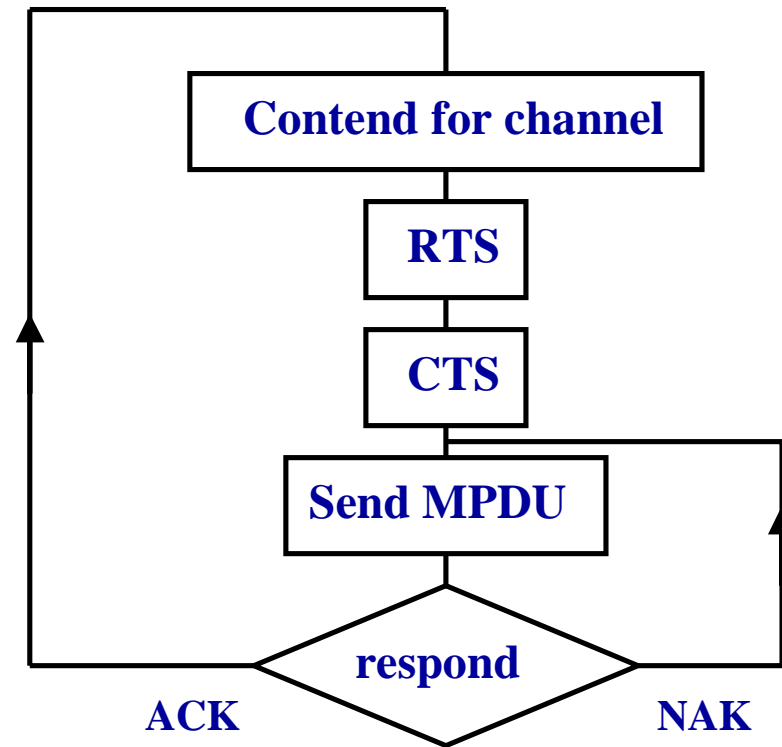 Contend for channel
RTS
CTS
Send MPDU
respond
ACK
NAK